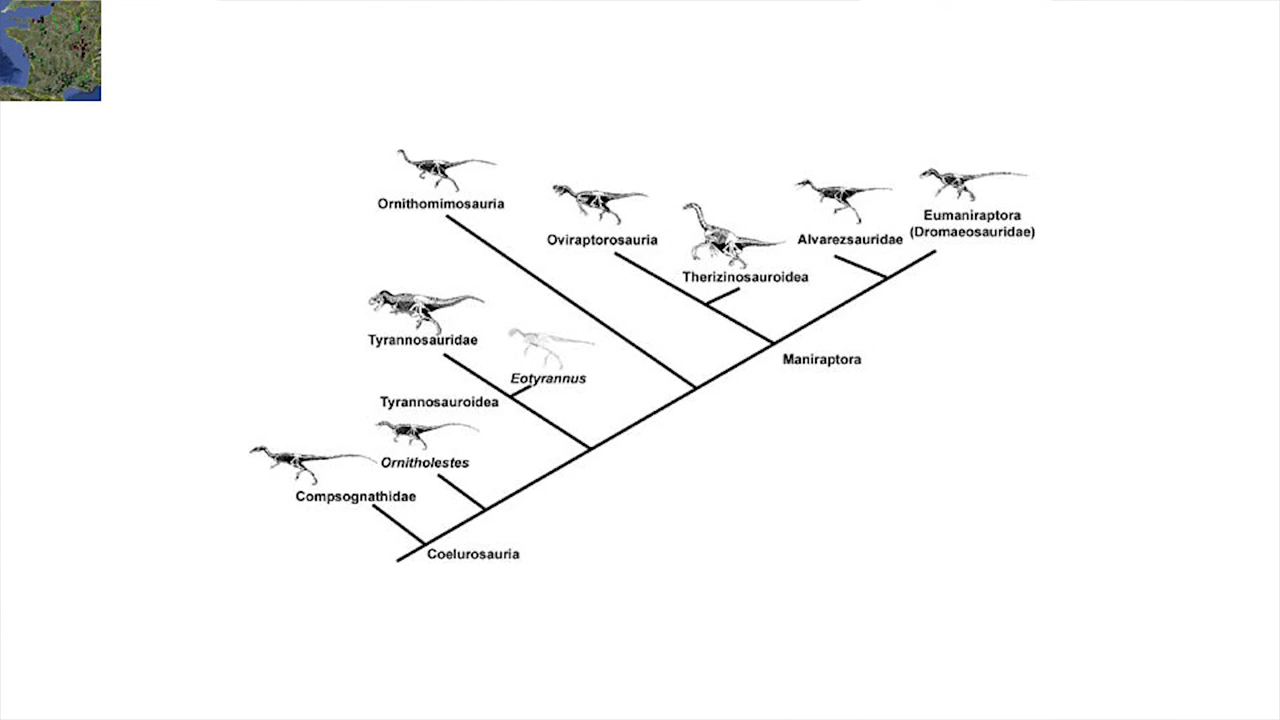 Ornithomimosauria
Oviraptorosauria
Therizinosauroidea
Alvarezsauridae
Eumaniraptora
(Dromaeosauridae)
Tyrannosauridae
Eotyrannus
Maniraptora
Tyrannosauroidea
Ornitholestes
Compsognathidae
Coelurosauria